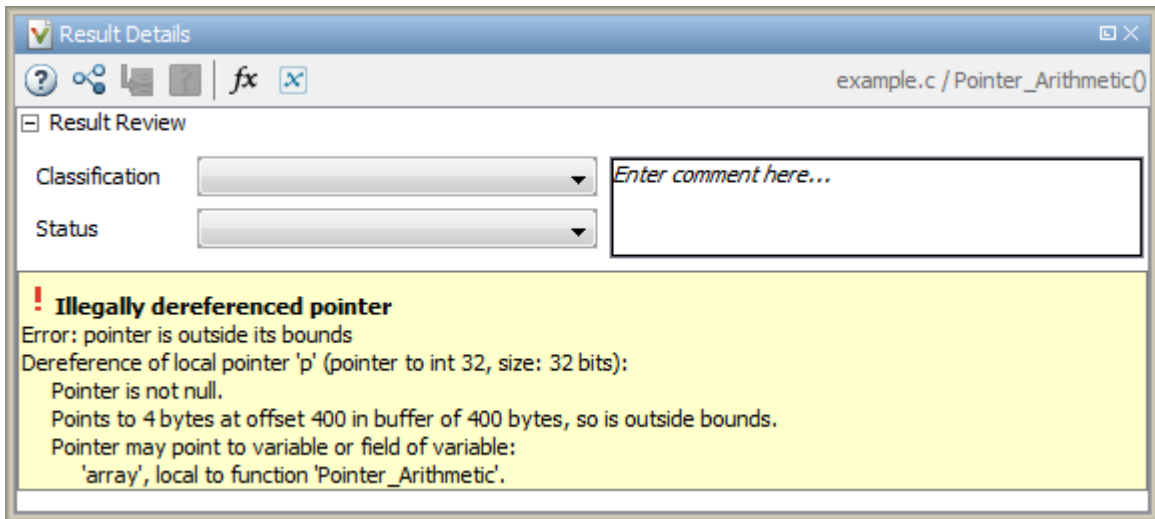 Result Details
fx x example.c / Pointer_Arithmetic()
Result Review
Classification
Enter comment here...
Status
! Illegally dereferenced pointer
Error: pointer is outside its bounds
Dereference of local pointer 'p' (pointer to int 32, size: 32 bits):
Pointer is not null.
Points to 4 bytes at offset 400 in buffer of 400 bytes, so is outside bounds.
Pointer may point to variable or field of variable:
'array', local to function 'Pointer_Arithmetic'.